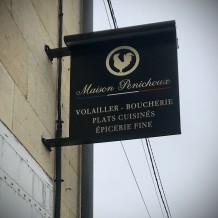 Maison Penichoux
VOLAILLER - BOUCHERIE
PLATS CUISINÉS
ÉPICERIE FINE